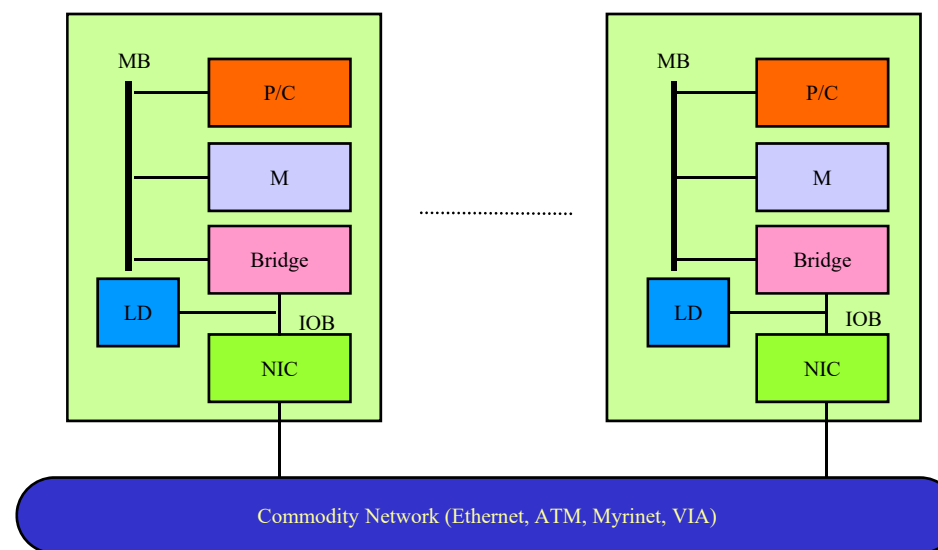 MB
P/C
M
Bridge
LD
IOB
NIC
MB
P/C
M
Bridge
LD
IOB
NIC
Commodity Network (Ethernet, ATM, Myrinet, VIA)